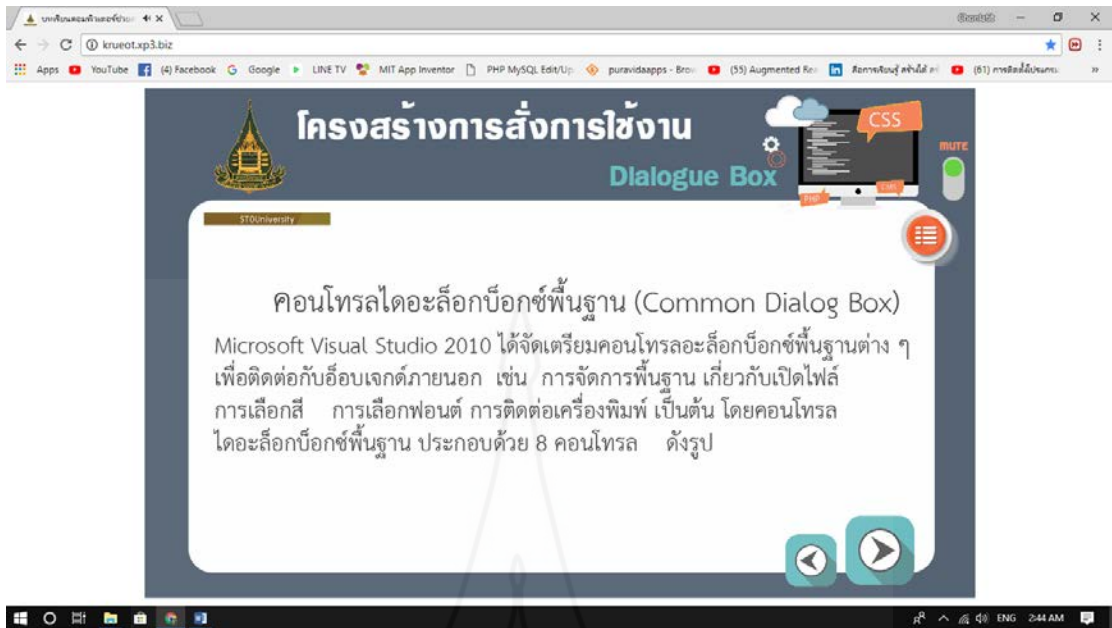 krueot.xp3.biz
Apps YouTube (4) Facebook Google LINE TV MIT App Inventor PHP MySQL Edit/Up puravidaapps - Brow (55) Augmented Rea
โครงสร้างการสั่งการใช้งาน
Dialogue Box
CSS
PHP
MUTE
STOUniversity
คอนโทรลไดอะล็อกบ็อกซ์พื้นฐาน (Common Dialog Box)
Microsoft Visual Studio 2010 ได้จัดเตรียมคอนโทรลอะล็อกบ็อกซ์พื้นฐานต่าง ๆ
เพื่อติดต่อกับอ็อบเจกต์ภายนอก เช่น การจัดการพื้นฐาน เกี่ยวกับเปิดไฟล์
การเลือกสี การเลือกฟอนต์ การติดต่อเครื่องพิมพ์ เป็นต้น โดยคอนโทรล
ไดอะล็อกบ็อกซ์พื้นฐาน ประกอบด้วย 8 คอนโทรล ดังรูป
ENG 2:44 AM